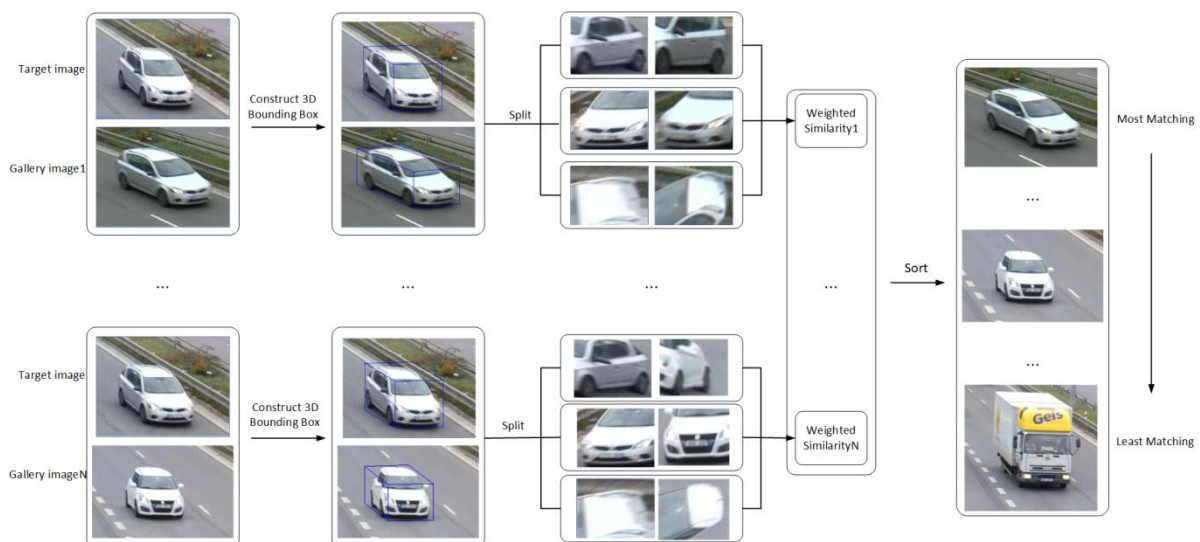 Target image
Gallery image1
Construct 3D
Bounding Box
Split
Weighted
Similarity1
Most Matching
...
Sort
...
...
...
...
...
Target image
Gallery imageN
Construct 3D
Bounding Box
Split
Weighted
SimilarityN
Geis
Least Matching